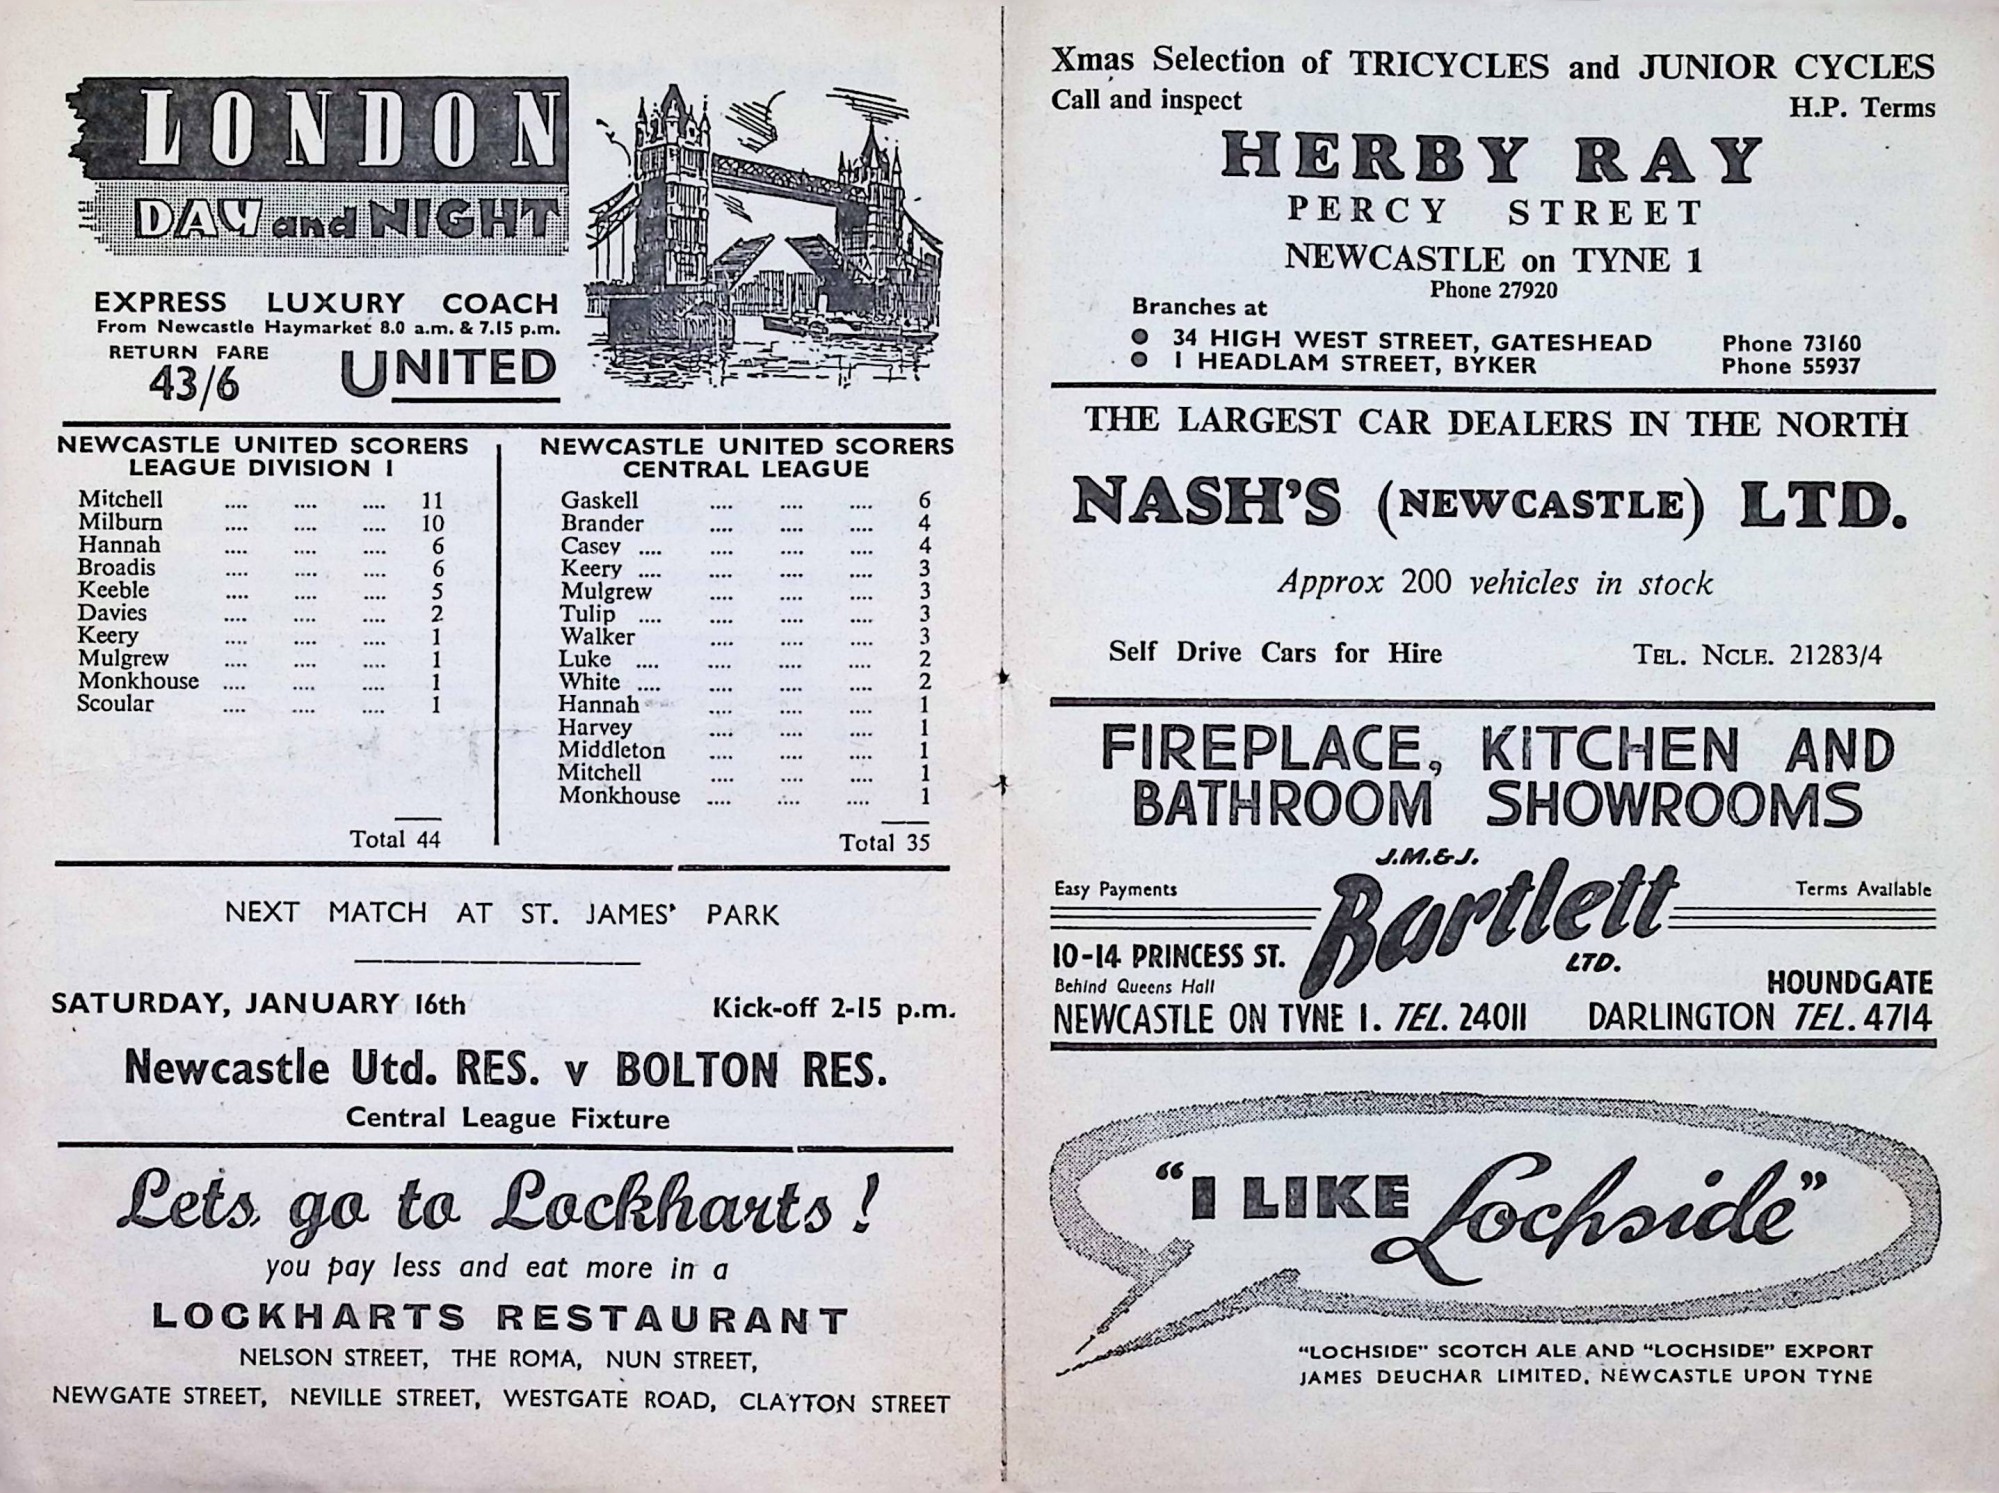 LONDON
DAY and NIGHT
EXPRESS LUXURY COACH
From Newcastle Haymarket 8.0 a.m. & 7.15 p.m.
RETURN FARE
43/6
UNITED
NEWCASTLE UNITED SCORERS
LEAGUE DIVISION I
Mitchell .... .... .... 11
Milburn .... .... .... 10
Hannah .... .... .... 6
Broadis .... .... .... 6
Keeble .... .... .... 5
Davies .... .... .... 2
Keery .... .... .... 1
Mulgrew .... .... .... 1
Monkhouse .... .... .... 1
Scoular .... .... .... 1
Total 44
NEWCASTLE UNITED SCORERS
CENTRAL LEAGUE
Gaskell .... .... .... 6
Brander .... .... .... 4
Casey .... .... .... .... 4
Keery .... .... .... .... 3
Mulgrew .... .... .... 3
Tulip .... .... .... .... 3
Walker .... .... .... 3
Luke .... .... .... .... 2
White .... .... .... .... 2
Hannah .... .... .... 1
Harvey .... .... .... 1
Middleton .... .... .... 1
Mitchell .... .... .... 1
Monkhouse .... .... .... 1
Total 35
NEXT MATCH AT ST. JAMES' PARK
SATURDAY, JANUARY 16th Kick-off 2-15 p.m.
Newcastle Utd. RES. v BOLTON RES.
Central League Fixture
Lets go to Lockharts!
you pay less and eat more in a
LOCKHARTS RESTAURANT
NELSON STREET, THE ROMA, NUN STREET,
NEWGATE STREET, NEVILLE STREET, WESTGATE ROAD, CLAYTON STREET
Xmas Selection of TRICYCLES and JUNIOR CYCLES
Call and inspect H.P. Terms
HERBY RAY
PERCY STREET
NEWCASTLE on TYNE 1
Phone 27920
Branches at
● 34 HIGH WEST STREET, GATESHEAD Phone 73160
● 1 HEADLAM STREET, BYKER Phone 55937
THE LARGEST CAR DEALERS IN THE NORTH
NASH'S (NEWCASTLE) LTD.
Approx 200 vehicles in stock
Self Drive Cars for Hire TEL. NCLE. 21283/4
FIREPLACE, KITCHEN AND
BATHROOM SHOWROOMS
J.M.&J.
Easy Payments Bartlett Terms Available
LTD.
10-14 PRINCESS ST.
Behind Queens Hall HOUNDGATE
NEWCASTLE ON TYNE 1. TEL. 24011 DARLINGTON TEL. 4714
"I LIKE Lochside"
"LOCHSIDE" SCOTCH ALE AND "LOCHSIDE" EXPORT
JAMES DEUCHAR LIMITED, NEWCASTLE UPON TYNE